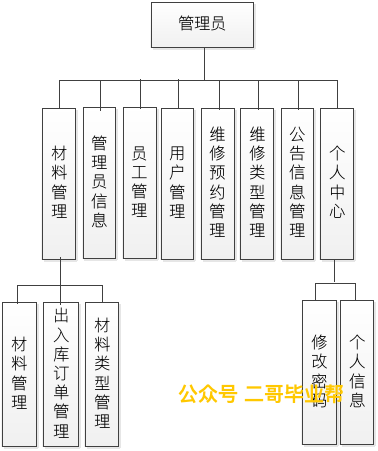 管理员
材料管理
管理员信息
员工管理
用户管理
维修预约管理
维修类型管理
公告信息管理
个人中心
材料管理
出入库订单管理
材料类型管理
修改密码
个人信息
公众号 二哥毕业帮